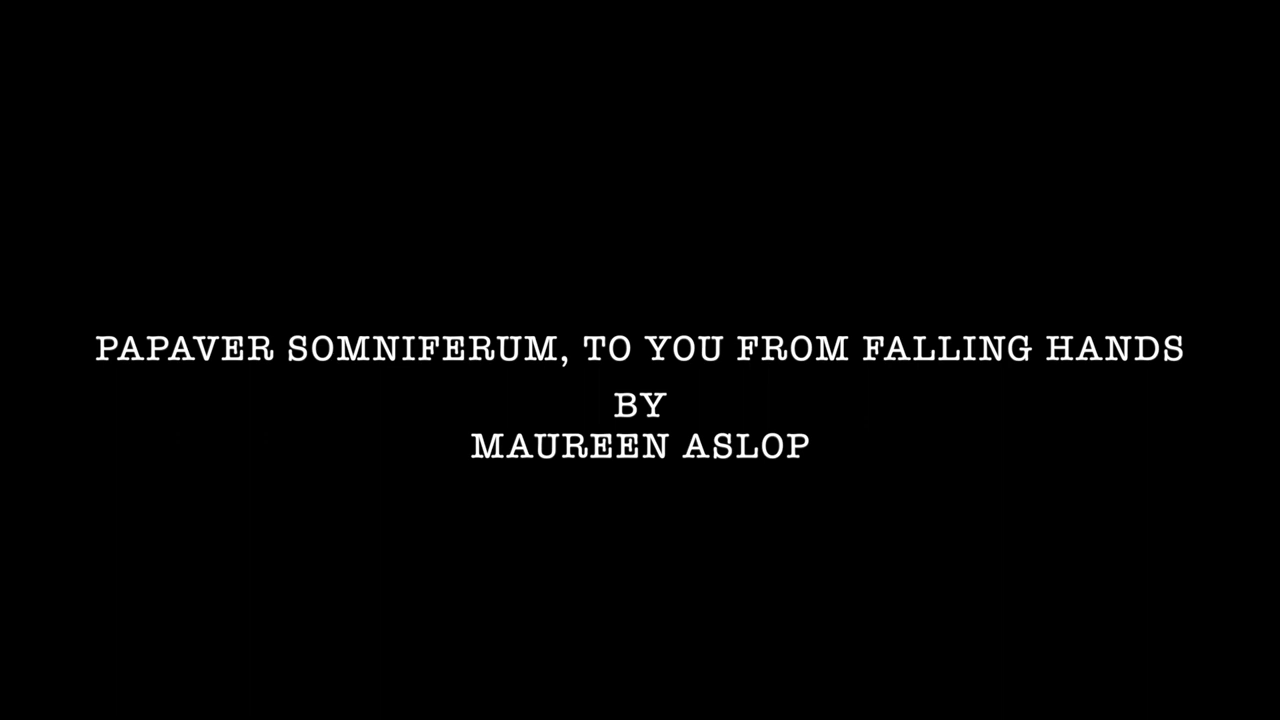 PAPAVER SOMNIFERUM, TO YOU FROM FALLING HANDS
BY
MAUREEN ASLOP